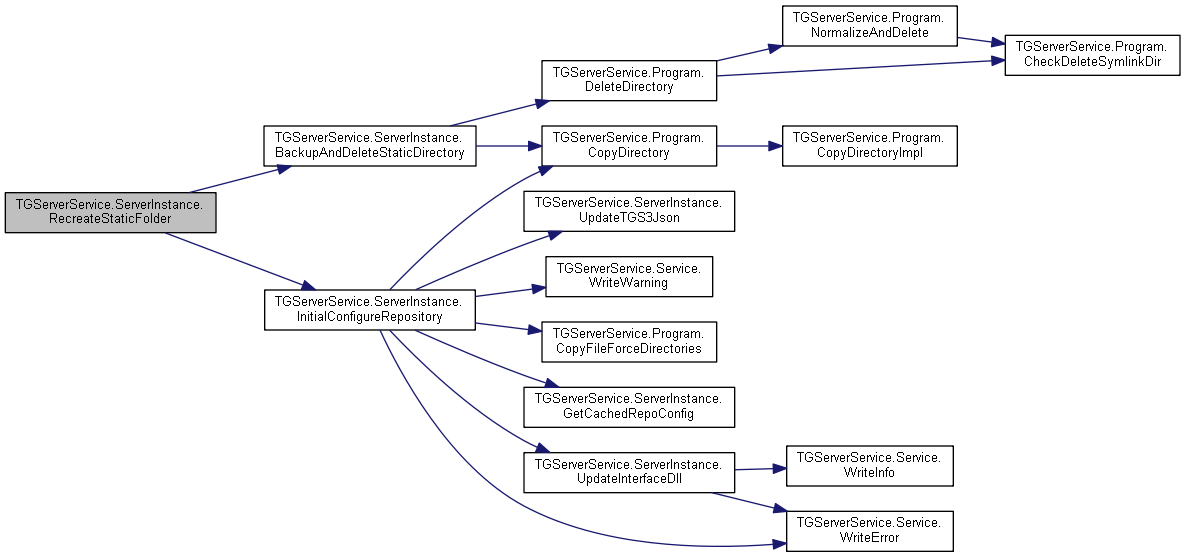 TGServerService.Program.
NormalizeAndDelete
TGServerService.Program.
CheckDeleteSymlinkDir
TGServerService.Program.
DeleteDirectory
TGServerService.ServerInstance.
BackupAndDeleteStaticDirectory
TGServerService.Program.
CopyDirectory
TGServerService.Program.
CopyDirectoryImpl
TGServerService.ServerInstance.
RecreateStaticFolder
TGServerService.ServerInstance.
UpdateTGS3Json
TGServerService.Service.
WriteWarning
TGServerService.ServerInstance.
InitialConfigureRepository
TGServerService.Program.
CopyFileForceDirectories
TGServerService.ServerInstance.
GetCachedRepoConfig
TGServerService.ServerInstance.
UpdateInterfaceDll
TGServerService.Service.
WriteInfo
TGServerService.Service.
WriteError